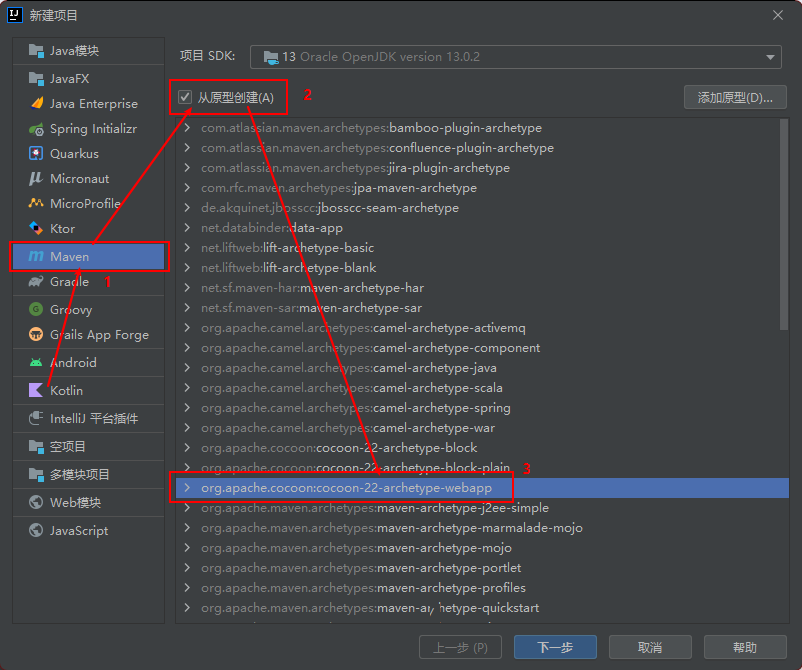 新建项目
Java模块
JavaFX
Java Enterprise
Spring Initializr
Quarkus
Micronaut
MicroProfile
Ktor
Maven
1
Gradle
Groovy
Grails App Forge
Android
Kotlin
IntelliJ 平台插件
空项目
多模块项目
Web模块
JavaScript
项目 SDK:
13 Oracle OpenJDK version 13.0.2
从原型创建(A)
2
添加原型(D)...
com.atlassian.maven.archetypes:bamboo-plugin-archetype
com.atlassian.maven.archetypes:confluence-plugin-archetype
com.atlassian.maven.archetypes:jira-plugin-archetype
com.rfc.maven.archetypes:jpa-maven-archetype
de.akquinet.jbosscc:jbosscc-seam-archetype
net.databinder:data-app
net.liftweb:lift-archetype-basic
net.liftweb:lift-archetype-blank
net.sf.maven-har:maven-archetype-har
net.sf.maven-sar:maven-archetype-sar
org.apache.camel.archetypes:camel-archetype-activemq
org.apache.camel.archetypes:camel-archetype-component
org.apache.camel.archetypes:camel-archetype-java
org.apache.camel.archetypes:camel-archetype-scala
org.apache.camel.archetypes:camel-archetype-spring
org.apache.camel.archetypes:camel-archetype-war
org.apache.cocoon:cocoon-22-archetype-block
org.apache.cocoon:cocoon-22-archetype-block-plain
3
org.apache.cocoon:cocoon-22-archetype-webapp
org.apache.maven.archetypes:maven-archetype-j2ee-simple
org.apache.maven.archetypes:maven-archetype-marmalade-mojo
org.apache.maven.archetypes:maven-archetype-mojo
org.apache.maven.archetypes:maven-archetype-portlet
org.apache.maven.archetypes:maven-archetype-profiles
org.apache.maven.archetypes:maven-archetype-quickstart
上一步 (P)
下一步
取消
帮助